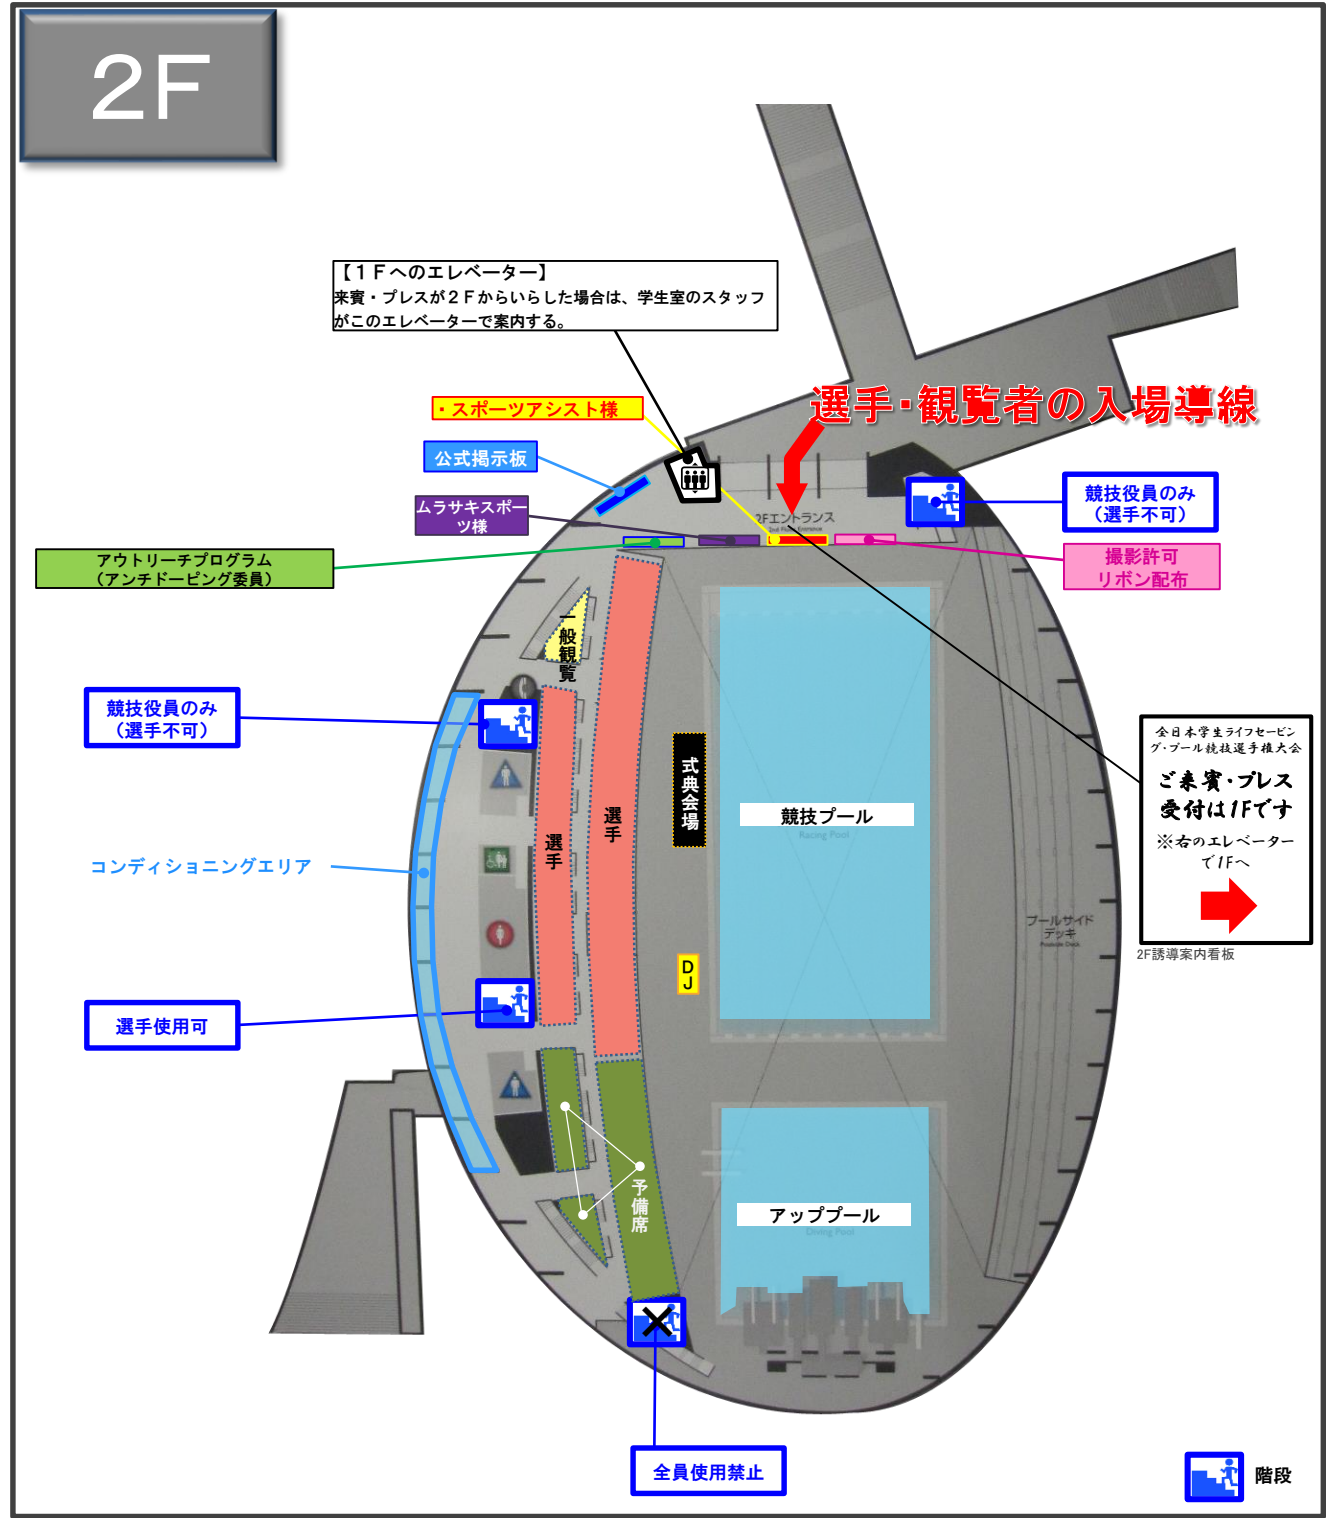 ２Ｆ
【１Ｆへのエレベーター】
来賓・プレスが２Ｆからいらした場合は、学生室のスタッフ
がこのエレベーターで案内する。
選手・観覧者の入場導線
・スポーツアシスト様
公式掲示板
ムラサキスポー
ツ様
アウトリーチプログラム
（アンチドーピング委員）
2Fエントランス
2nd Floor Entrance
競技役員のみ
（選手不可）
撮影許可
リボン配布
一般観覧
競技役員のみ
（選手不可）
選手
選手
式典会場
競技プール
Racing Pool
全日本学生ライフセービン
グ・プール競技選手権大会
ご来賓・プレス
受付は1Fです
※右のエレベーター
で1Fへ
2F誘導案内看板
コンディショニングエリア
プールサイド
デッキ
Poolside Deck
DJ
選手使用可
予備席
アッププール
Diving Pool
全員使用禁止
階段